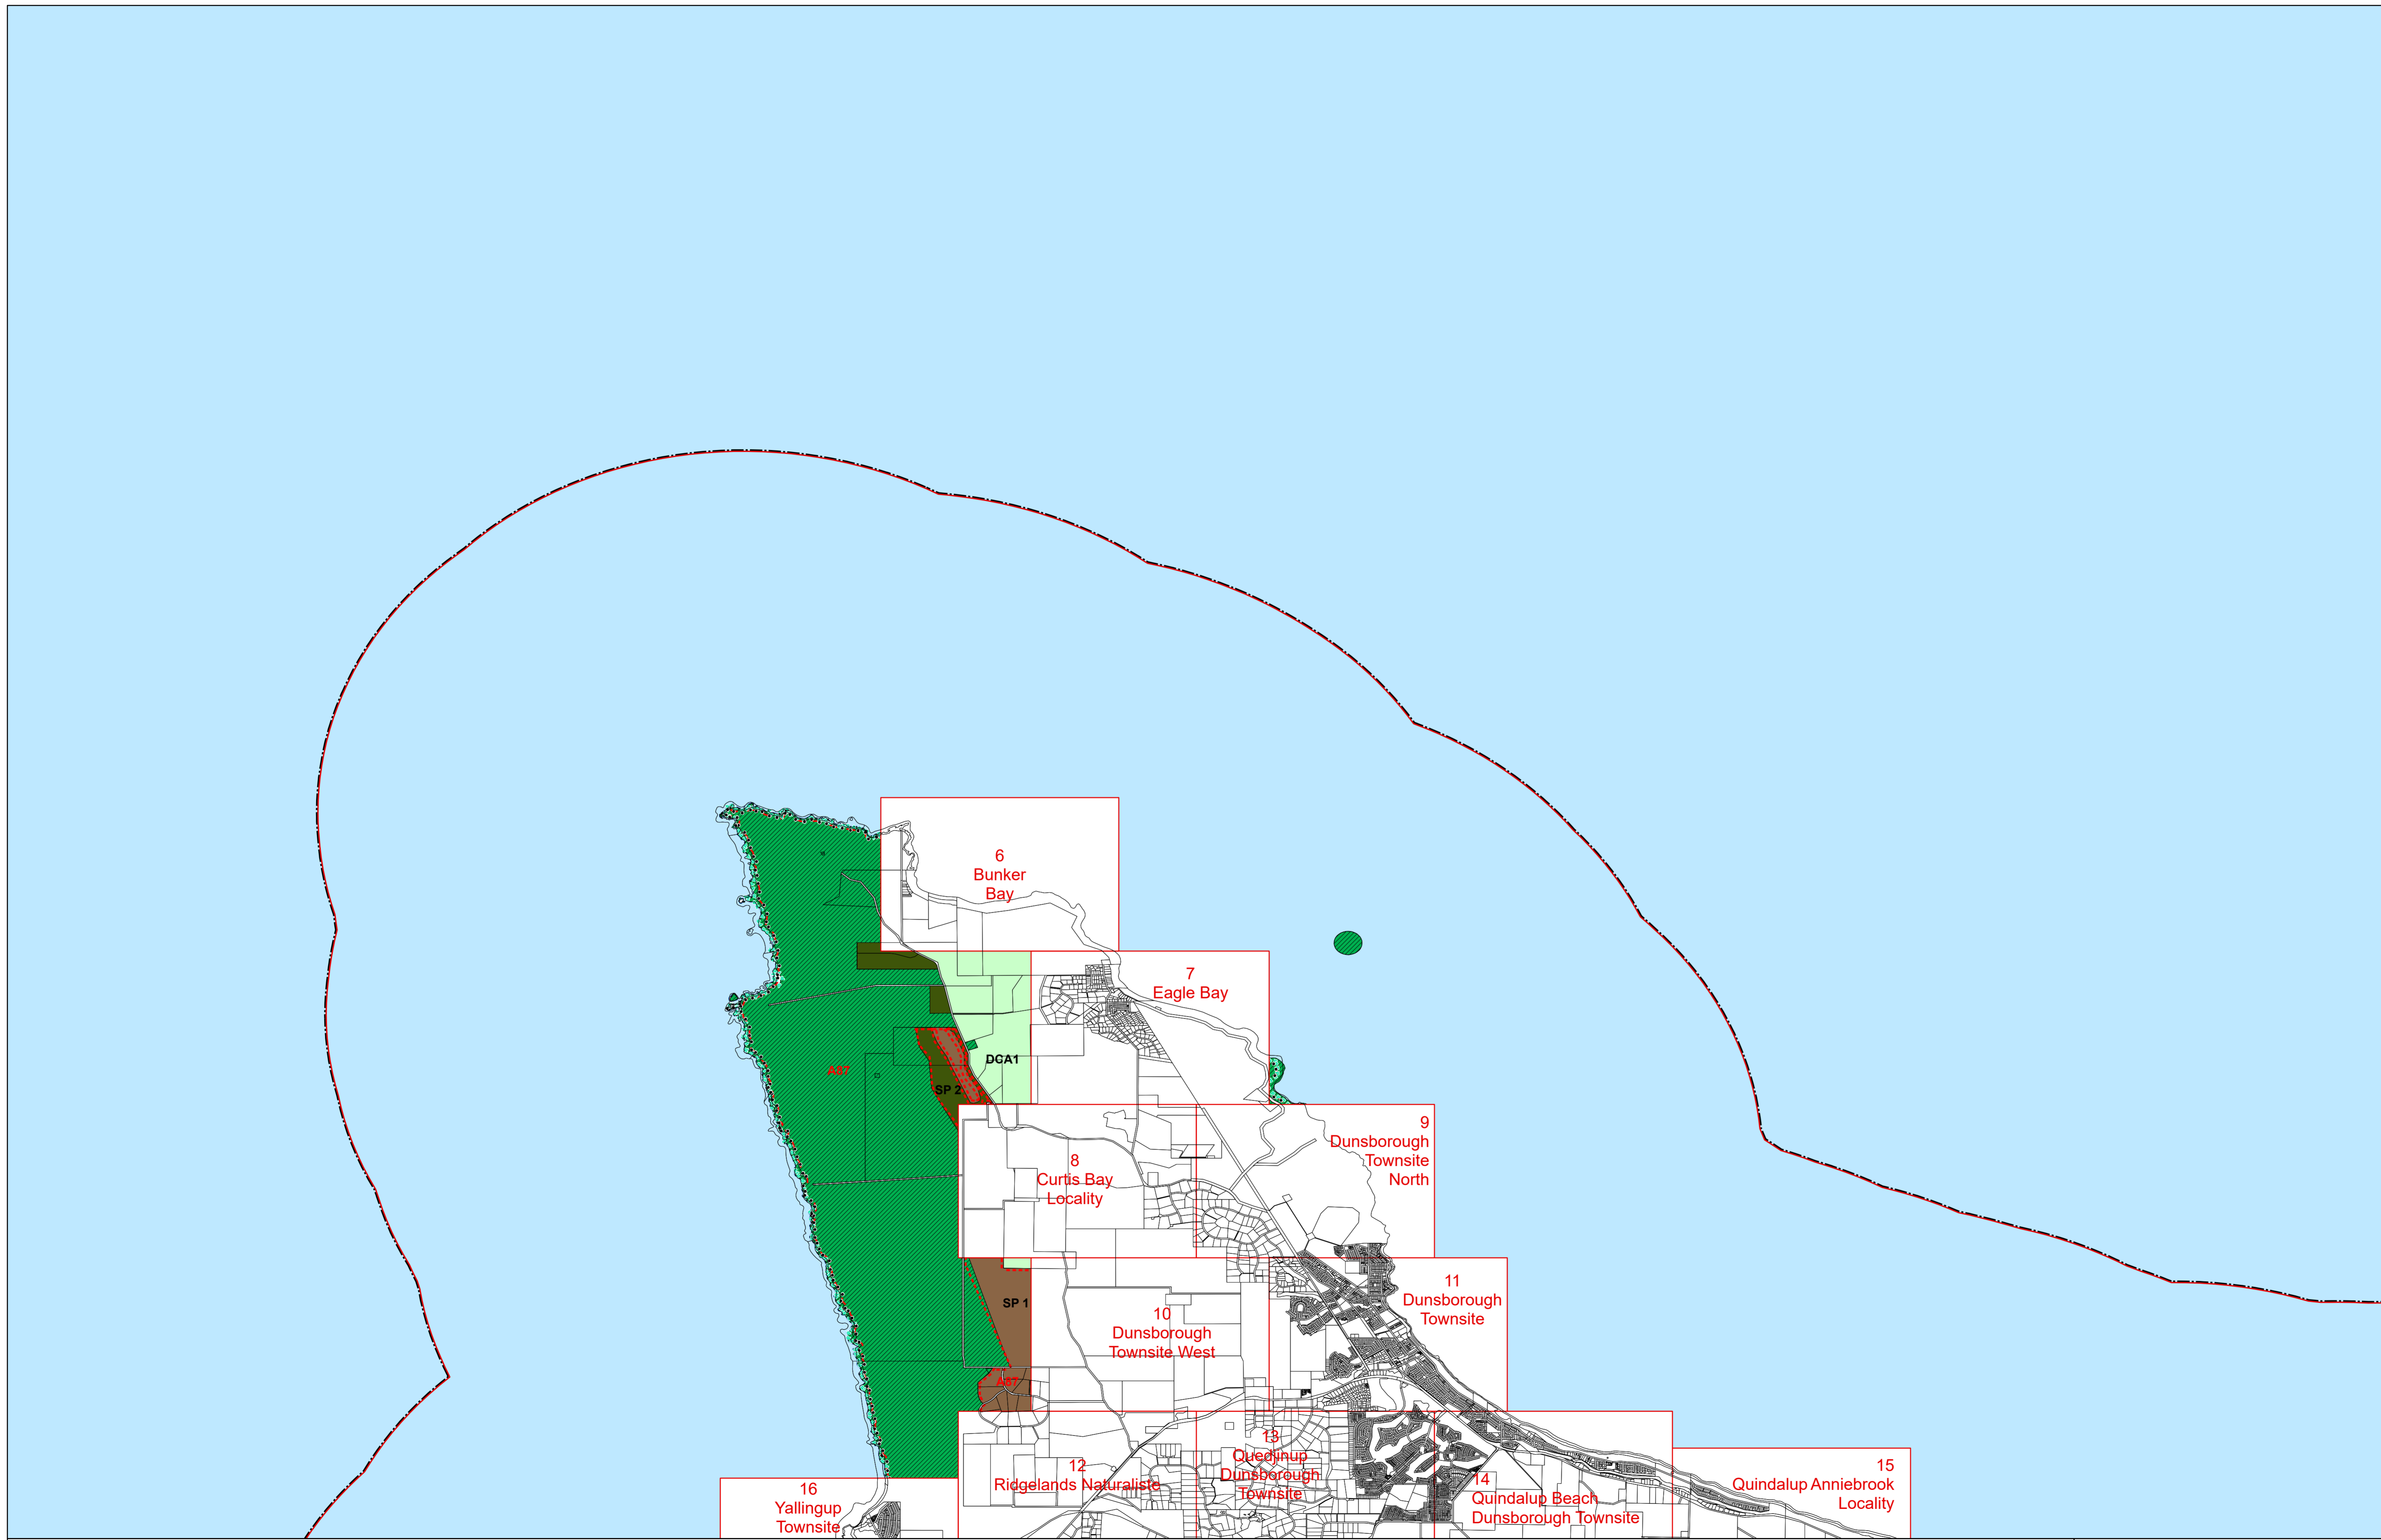 6
Bunker
Bay
7
Eagle Bay
DCA1
A87
SP 2
9
Dunsborough
Townsite
North
8
Curtis Bay
Locality
SP 1
11
Dunsborough
Townsite
10
Dunsborough
Townsite West
A87
13
Quedjinup
Dunsborough
Townsite
12
Ridgelands Naturaliste
14
Quindalup Beach
Dunsborough Townsite
15
Quindalup Anniebrook
Locality
16
Yallingup
Townsite